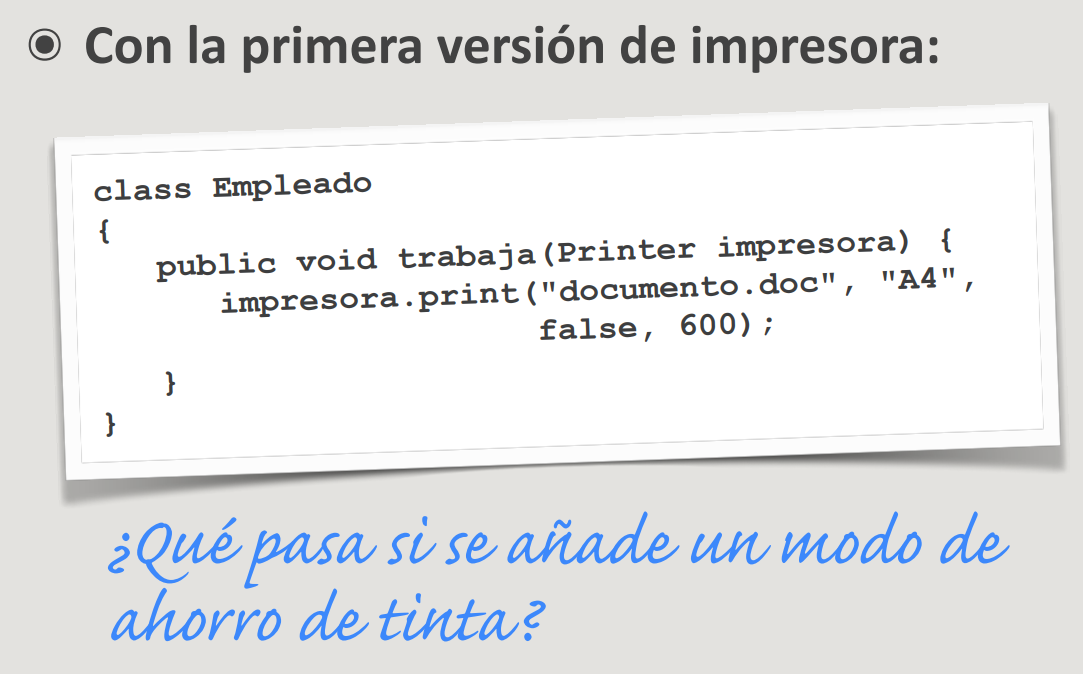 Con la primera versión de impresora:
class Empleado
{
public void trabaja(Printer impresora) {
impresora.print("documento.doc", "A4",
false, 600);
}
}
¿Qué pasa si se añade un modo de
ahorro de tinta?